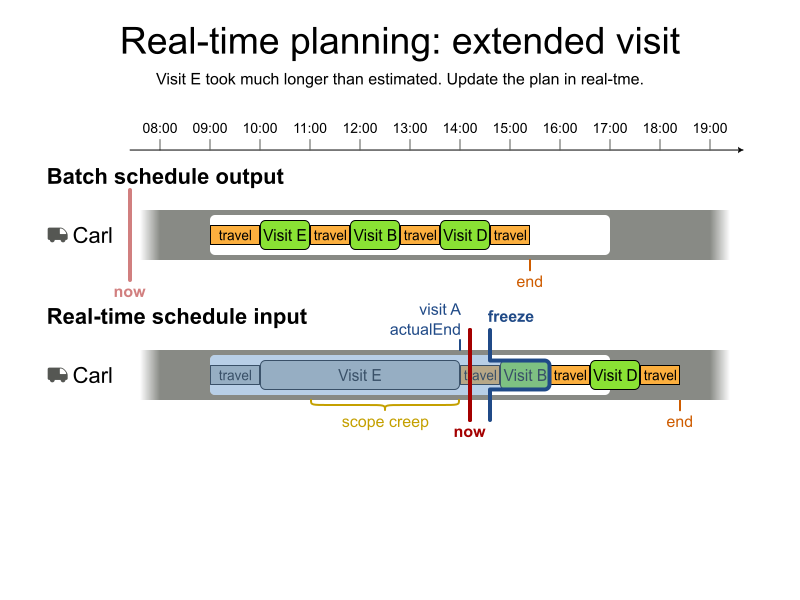 Real-time planning: extended visit
Visit E took much longer than estimated. Update the plan in real-tme.
08:00 09:00 10:00 11:00 12:00 13:00 14:00 15:00 16:00 17:00 18:00 19:00
Batch schedule output
Carl travel Visit E travel Visit B travel Visit D travel
end
now
visit A
actualEnd
freeze
Real-time schedule input
Carl travel Visit E travel Visit B travel Visit D travel
scope creep
end
now